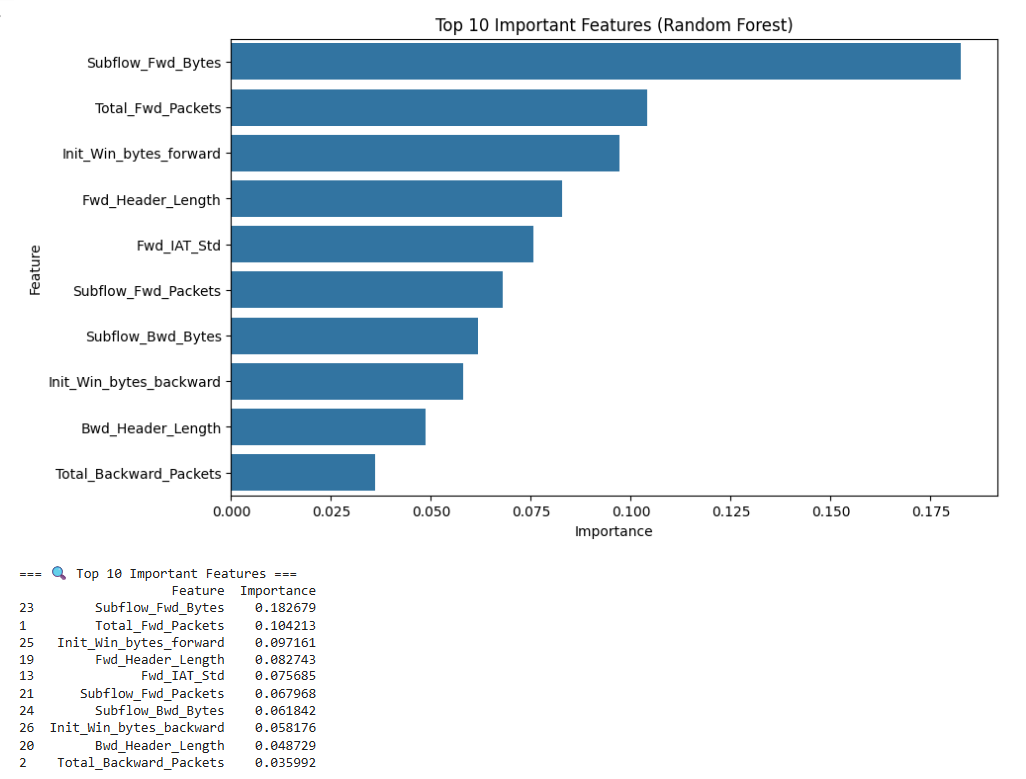 Top 10 Important Features (Random Forest)
Feature
Subflow_Fwd_Bytes
Total_Fwd_Packets
Init_Win_bytes_forward
Fwd_Header_Length
Fwd_IAT_Std
Subflow_Fwd_Packets
Subflow_Bwd_Bytes
Init_Win_bytes_backward
Bwd_Header_Length
Total_Backward_Packets
0.000 0.025 0.050 0.075 0.100 0.125 0.150 0.175
Importance
=== 🔍 Top 10 Important Features ===
Feature Importance
23 Subflow_Fwd_Bytes 0.182679
1 Total_Fwd_Packets 0.104213
25 Init_Win_bytes_forward 0.097161
19 Fwd_Header_Length 0.082743
13 Fwd_IAT_Std 0.075685
21 Subflow_Fwd_Packets 0.067968
24 Subflow_Bwd_Bytes 0.061842
26 Init_Win_bytes_backward 0.058176
20 Bwd_Header_Length 0.048729
2 Total_Backward_Packets 0.035992